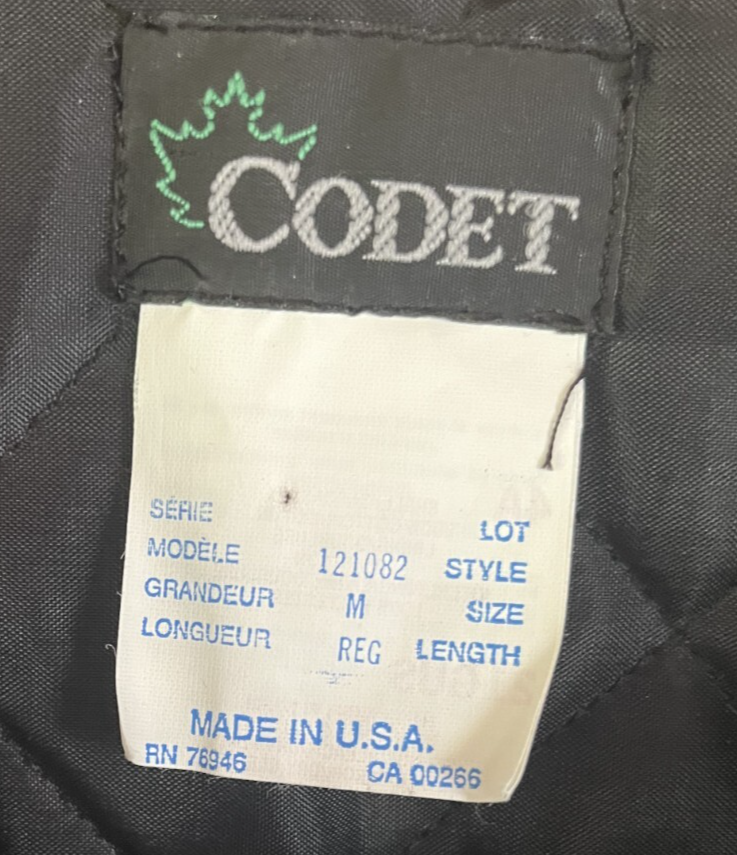 CODET
SÉRIE LOT
MODÈLE 121082 STYLE
GRANDEUR M SIZE
LONGUEUR REG LENGTH
MADE IN U.S.A.
RN 76946 CA 00266